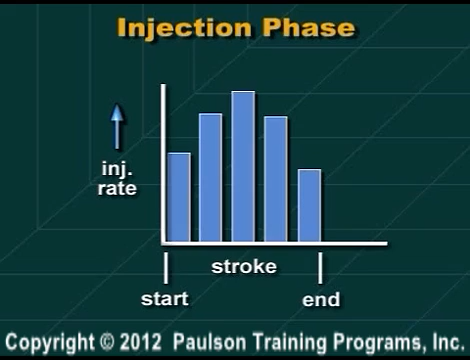 Injection Phase
inj.
rate
stroke
start
end
Copyright © 2012 Paulson Training Programs, Inc.